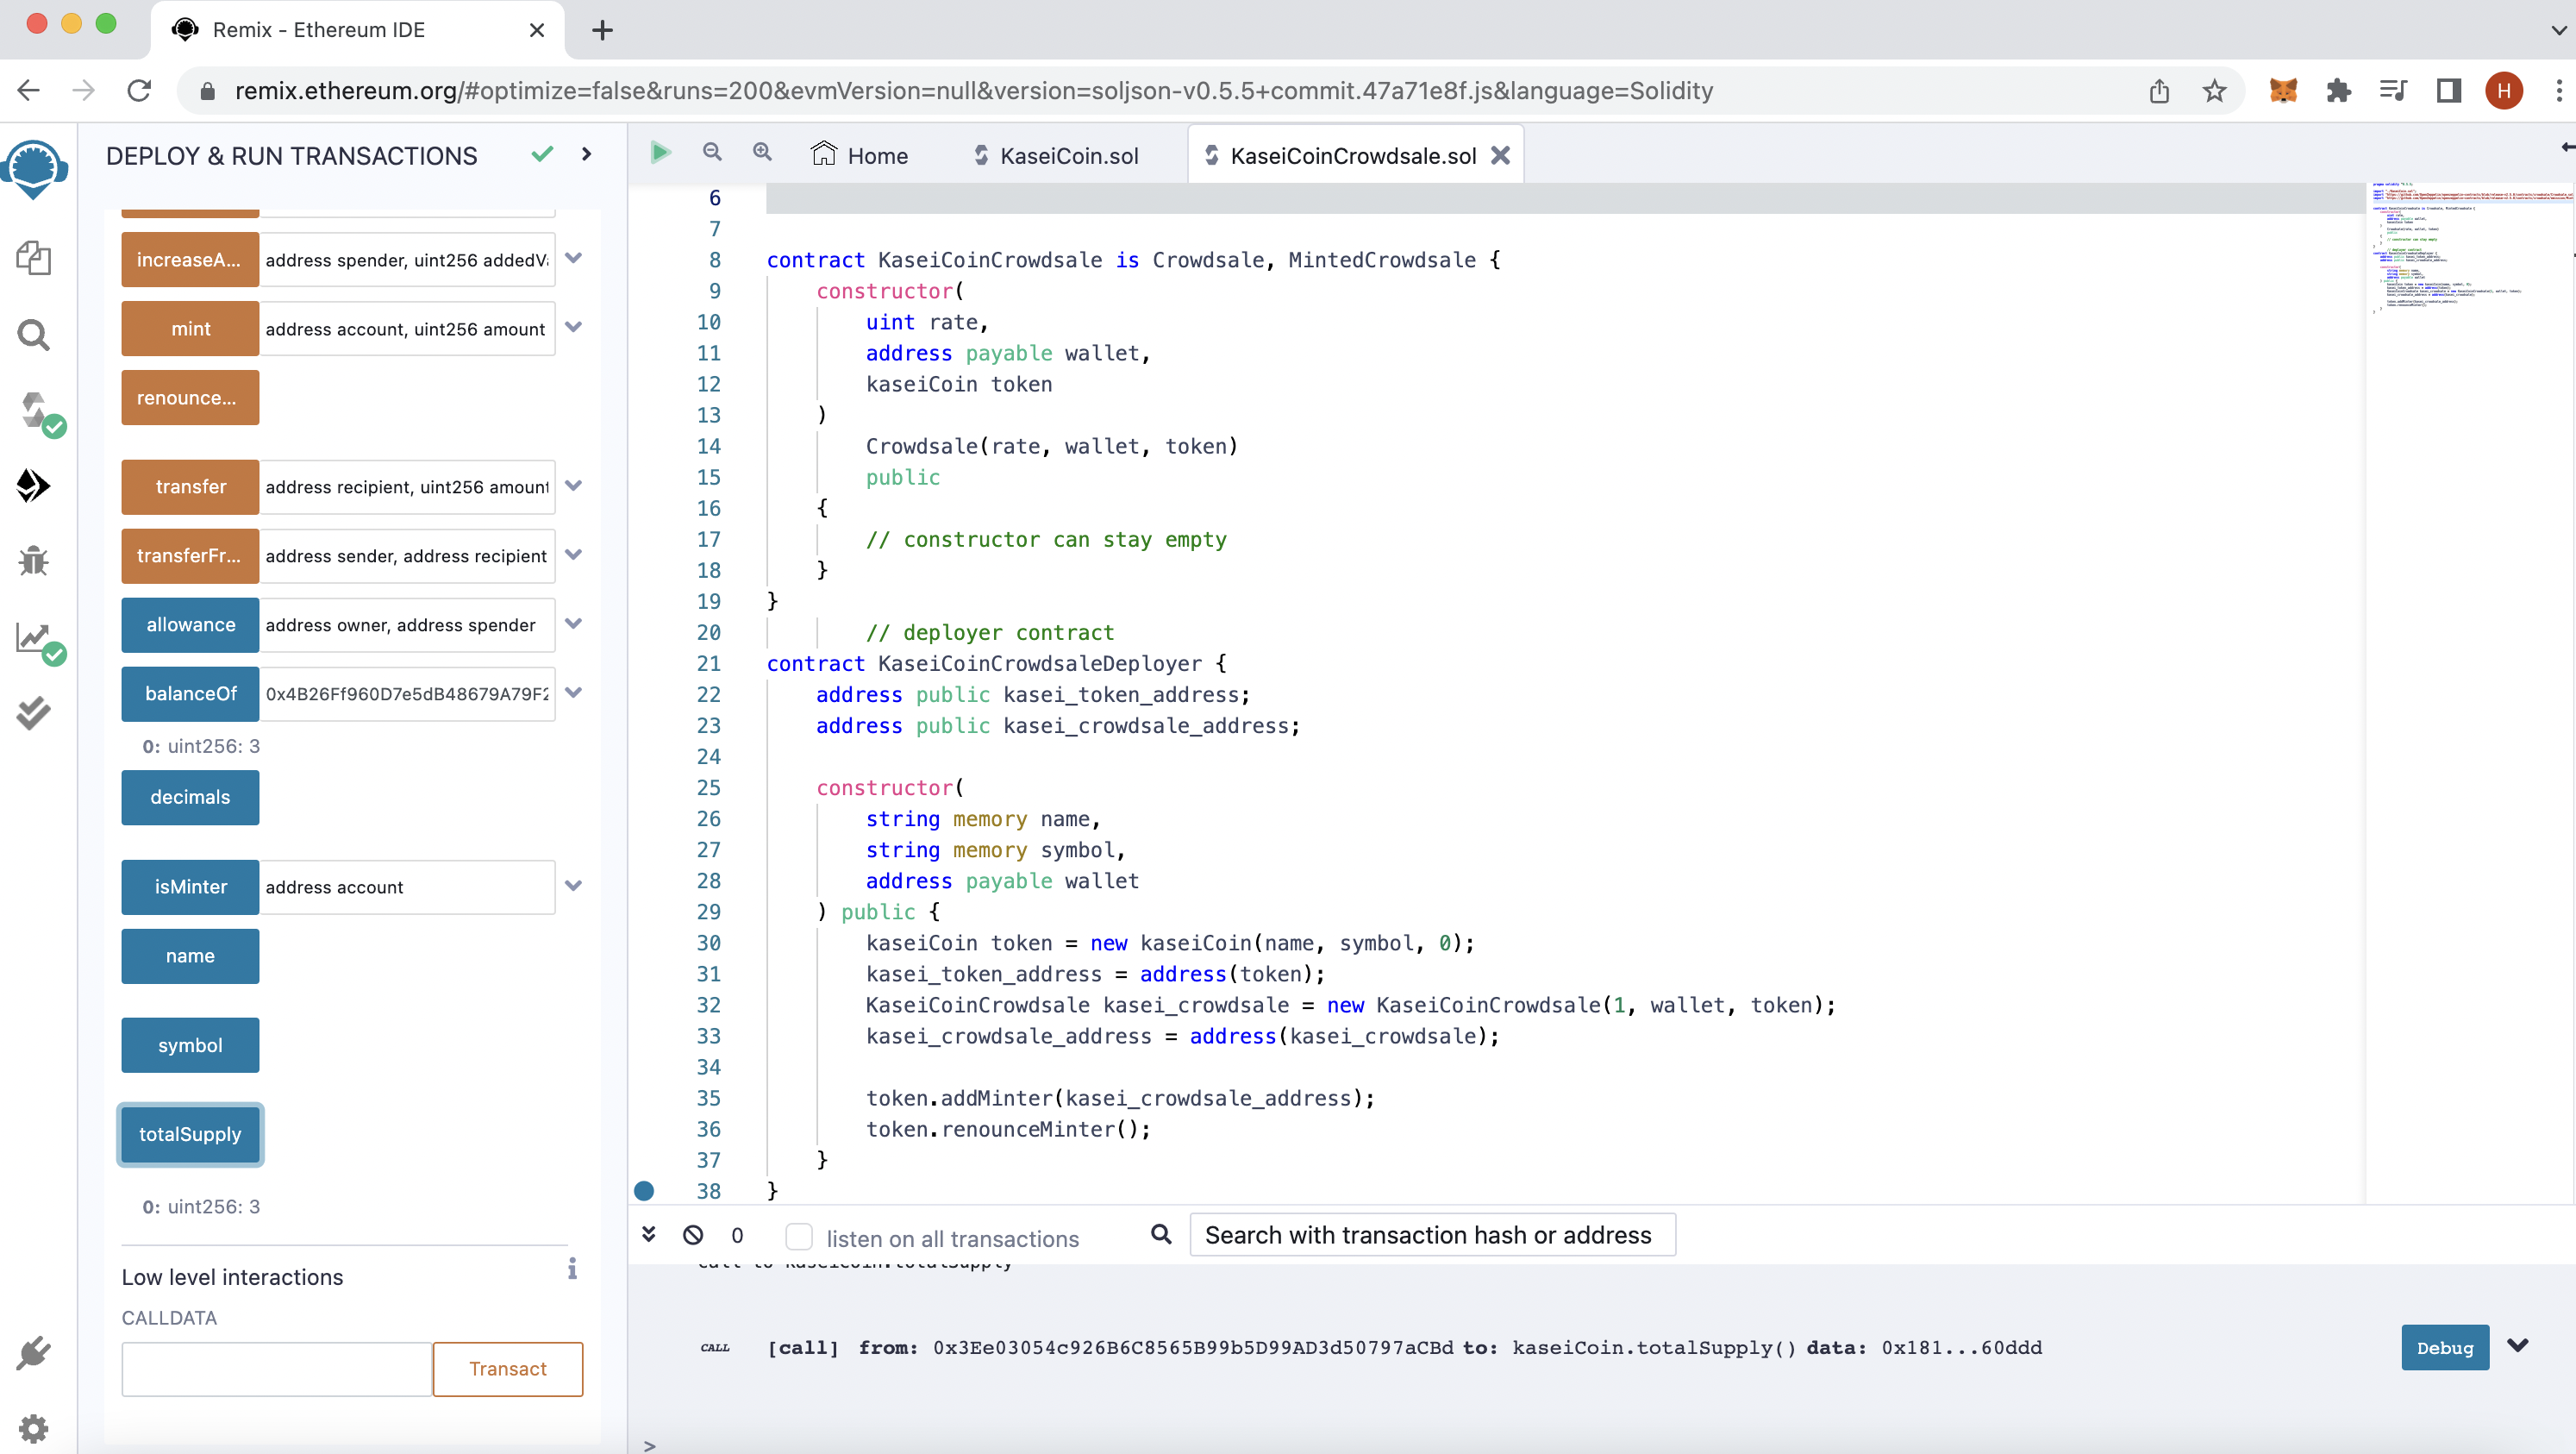 Remix - Ethereum IDE
remix.ethereum.org/#optimize=false&runs=200&evmVersion=null&version=soljson-v0.5.5+commit.47a71e8f.js&language=Solidity
H
DEPLOY & RUN TRANSACTIONS
increaseA... address spender, uint256 addedVa
mint address account, uint256 amount
renounce...
transfer address recipient, uint256 amount
transferFr... address sender, address recipient
allowance address owner, address spender
balanceOf 0x4B26Ff960D7e5dB48679A79F2
0: uint256: 3
decimals
isMinter address account
name
symbol
totalSupply
0: uint256: 3
Low level interactions
CALLDATA
Transact
Home KaseiCoin.sol KaseiCoinCrowdsale.sol
6
7
8 contract KaseiCoinCrowdsale is Crowdsale, MintedCrowdsale {
9 constructor(
10 uint rate,
11 address payable wallet,
12 kaseiCoin token
13 )
14 Crowdsale(rate, wallet, token)
15 public
16 {
17 // constructor can stay empty
18 }
19 }
20 // deployer contract
21 contract KaseiCoinCrowdsaleDeployer {
22 address public kasei_token_address;
23 address public kasei_crowdsale_address;
24
25 constructor(
26 string memory name,
27 string memory symbol,
28 address payable wallet
29 ) public {
30 kaseiCoin token = new kaseiCoin(name, symbol, 0);
31 kasei_token_address = address(token);
32 KaseiCoinCrowdsale kasei_crowdsale = new KaseiCoinCrowdsale(1, wallet, token);
33 kasei_crowdsale_address = address(kasei_crowdsale);
34
35 token.addMinter(kasei_crowdsale_address);
36 token.renounceMinter();
37 }
38 }
0 listen on all transactions Search with transaction hash or address
call to kaseiCoin.totalSupply
CALL [call] from: 0x3Ee03054c926B6C8565B99b5D99AD3d50797aCBd to: kaseiCoin.totalSupply() data: 0x181...60ddd
Debug
>